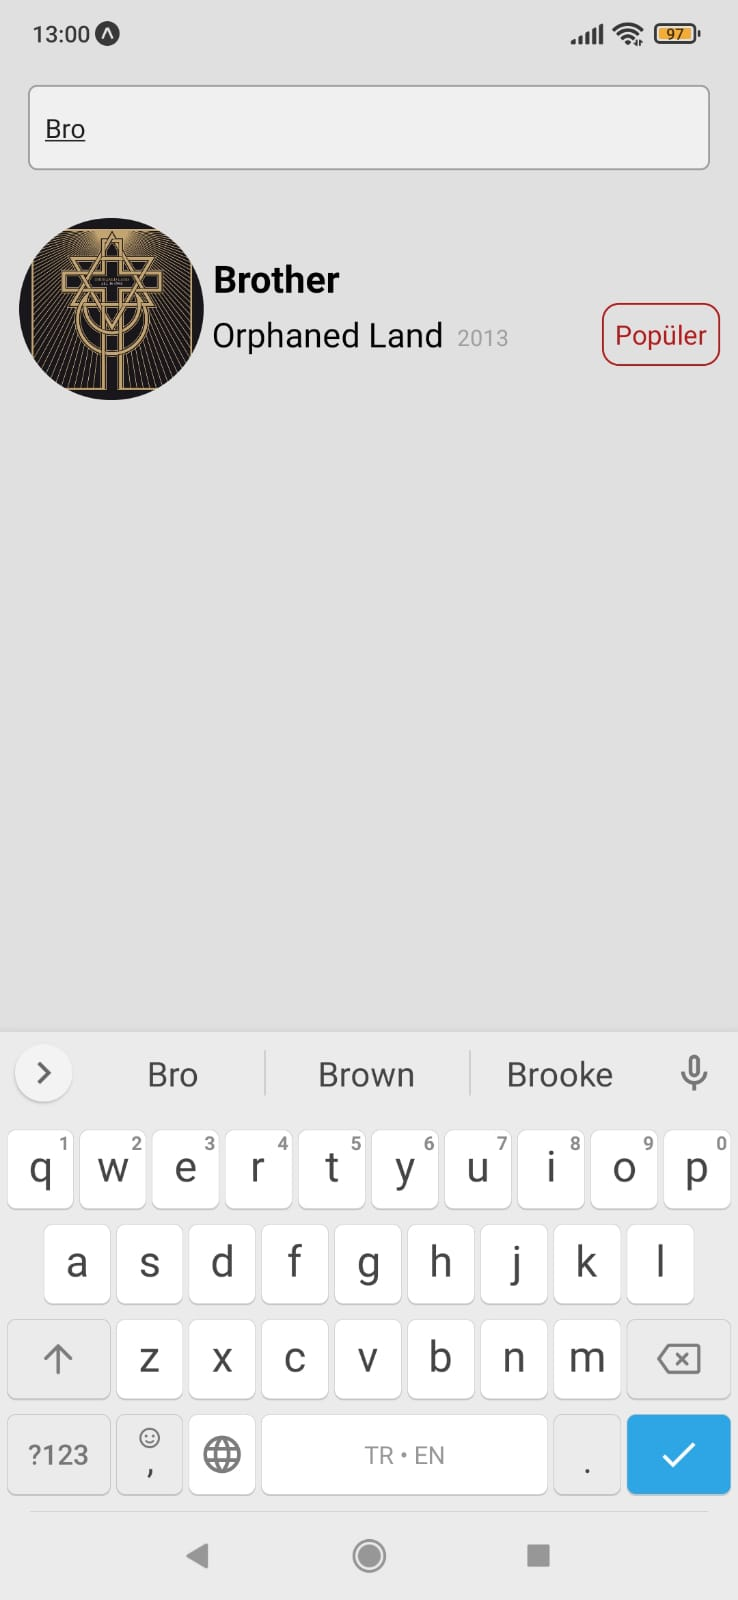 13:00
97
Bro
Brother
Orphaned Land 2013
Popüler
Bro Brown Brooke
1 2 3 4 5 6 7 8 9 0
q w e r t y u i o p
a s d f g h j k l
z x c v b n m
?123 , TR • EN .